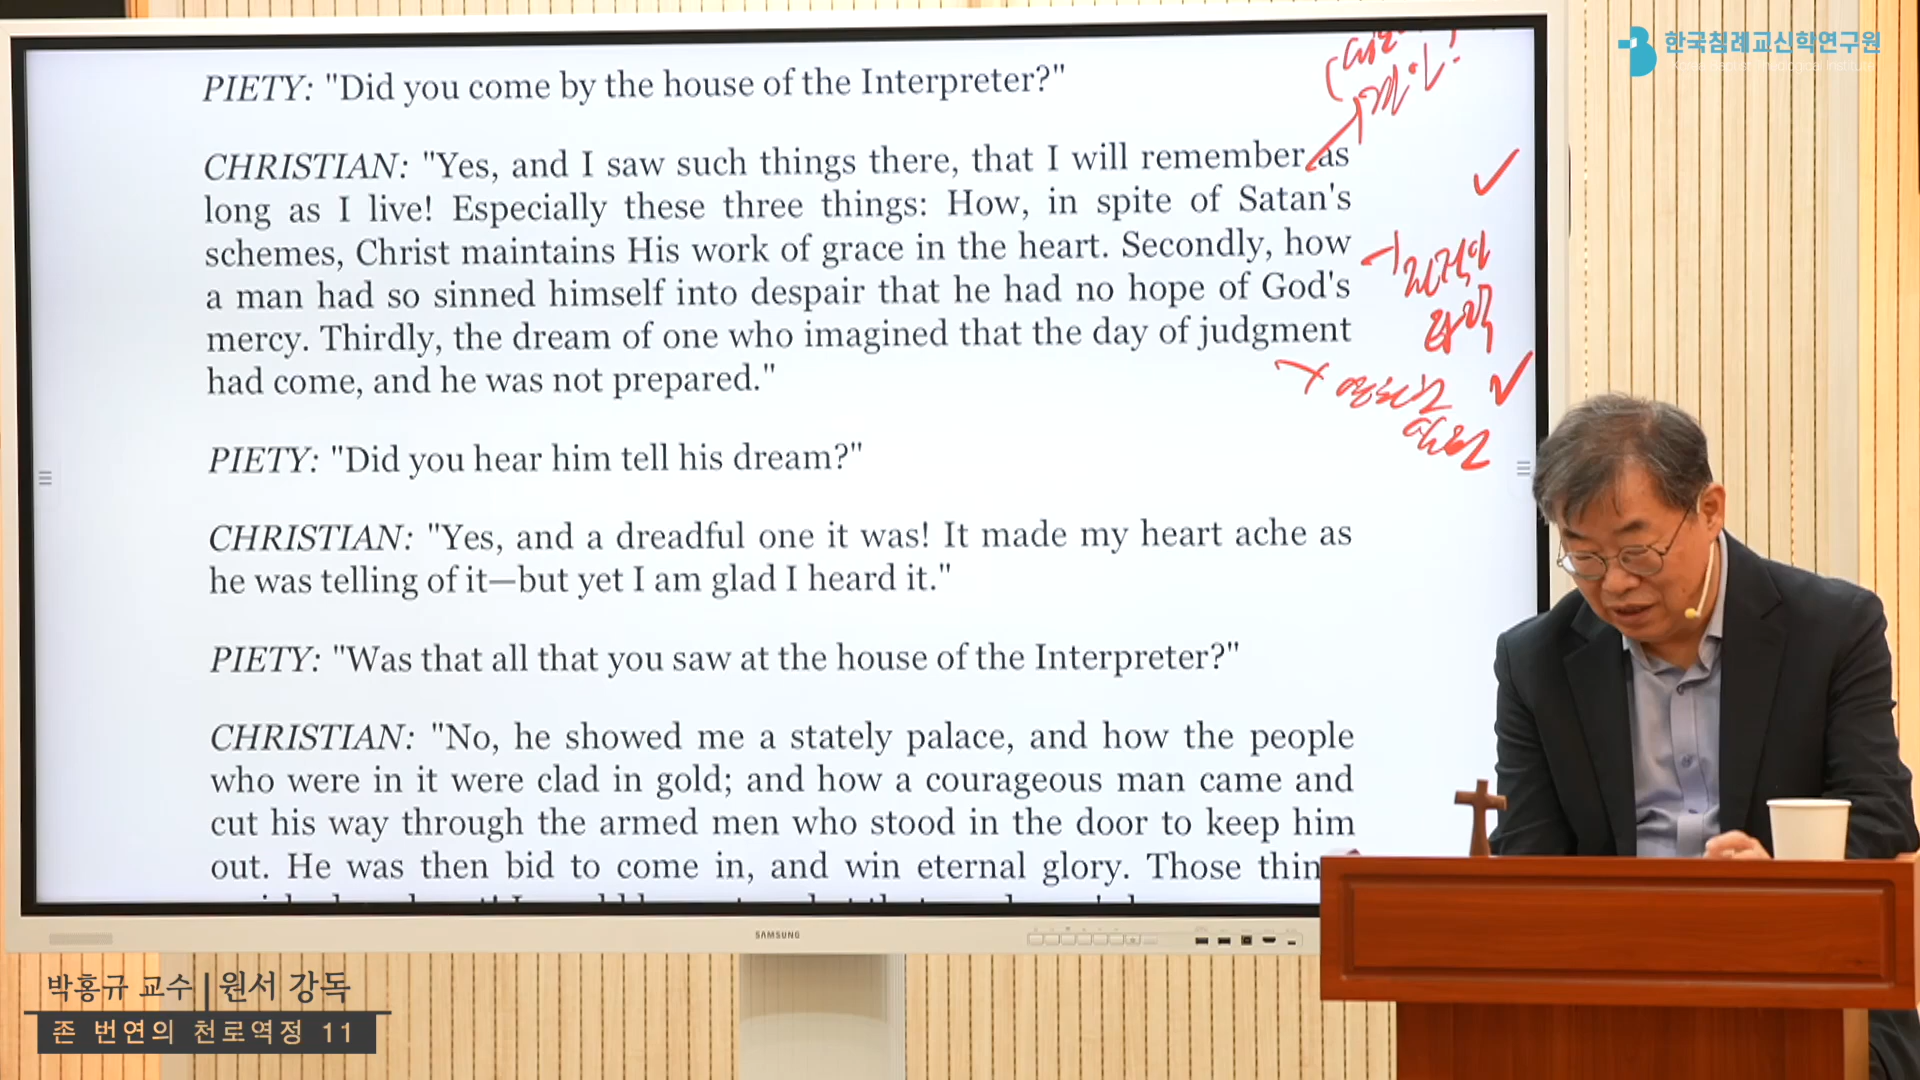 한국침례교신학연구원
PIETY: "Did you come by the house of the Interpreter?"
CHRISTIAN: "Yes, and I saw such things there, that I will remember as
long as I live! Especially these three things: How, in spite of Satan's
schemes, Christ maintains His work of grace in the heart. Secondly, how
a man had so sinned himself into despair that he had no hope of God's
mercy. Thirdly, the dream of one who imagined that the day of judgment
had come, and he was not prepared."
PIETY: "Did you hear him tell his dream?"
CHRISTIAN: "Yes, and a dreadful one it was! It made my heart ache as
he was telling of it—but yet I am glad I heard it."
PIETY: "Was that all that you saw at the house of the Interpreter?"
CHRISTIAN: "No, he showed me a stately palace, and how the people
who were in it were clad in gold; and how a courageous man came and
cut his way through the armed men who stood in the door to keep him
out. He was then bid to come in, and win eternal glory. Those thin
SAMSUNG
박홍규 교수 | 원서 강독
존 번연의 천로역정 11